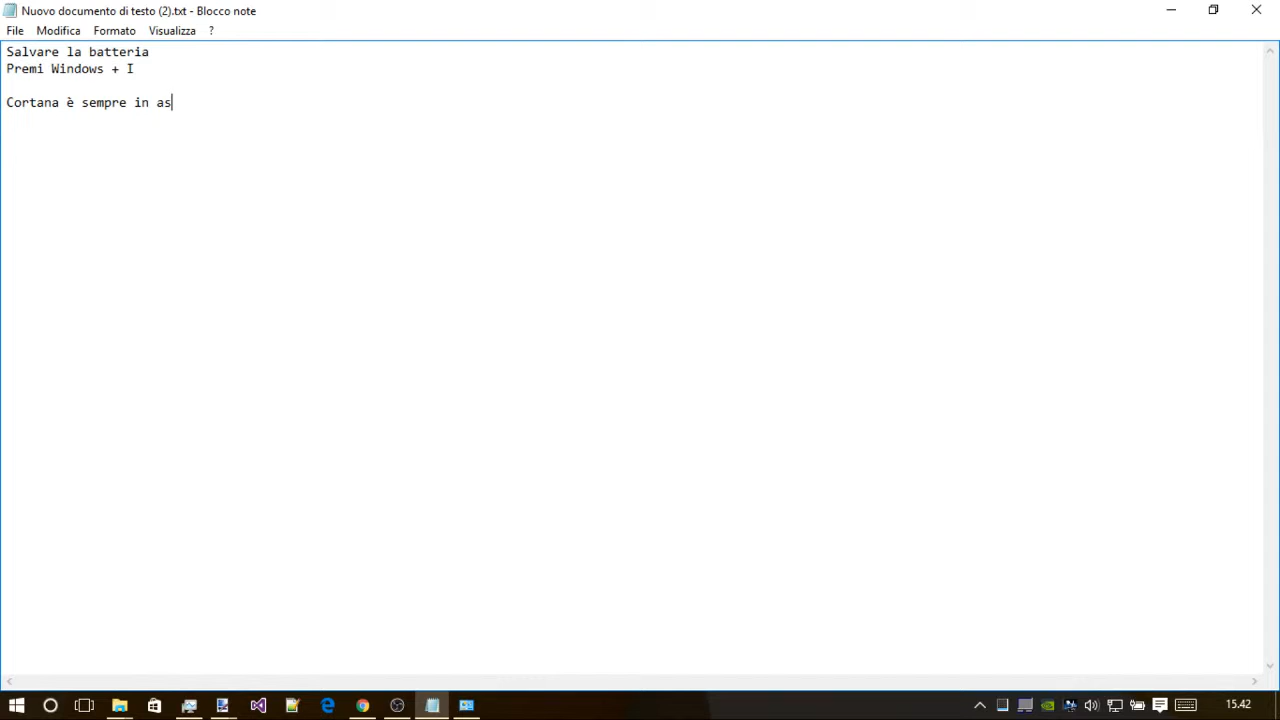 Nuovo documento di testo (2).txt - Blocco note
File Modifica Formato Visualizza ?
Salvare la batteria
Premi Windows + I
Cortana è sempre in as
15.42